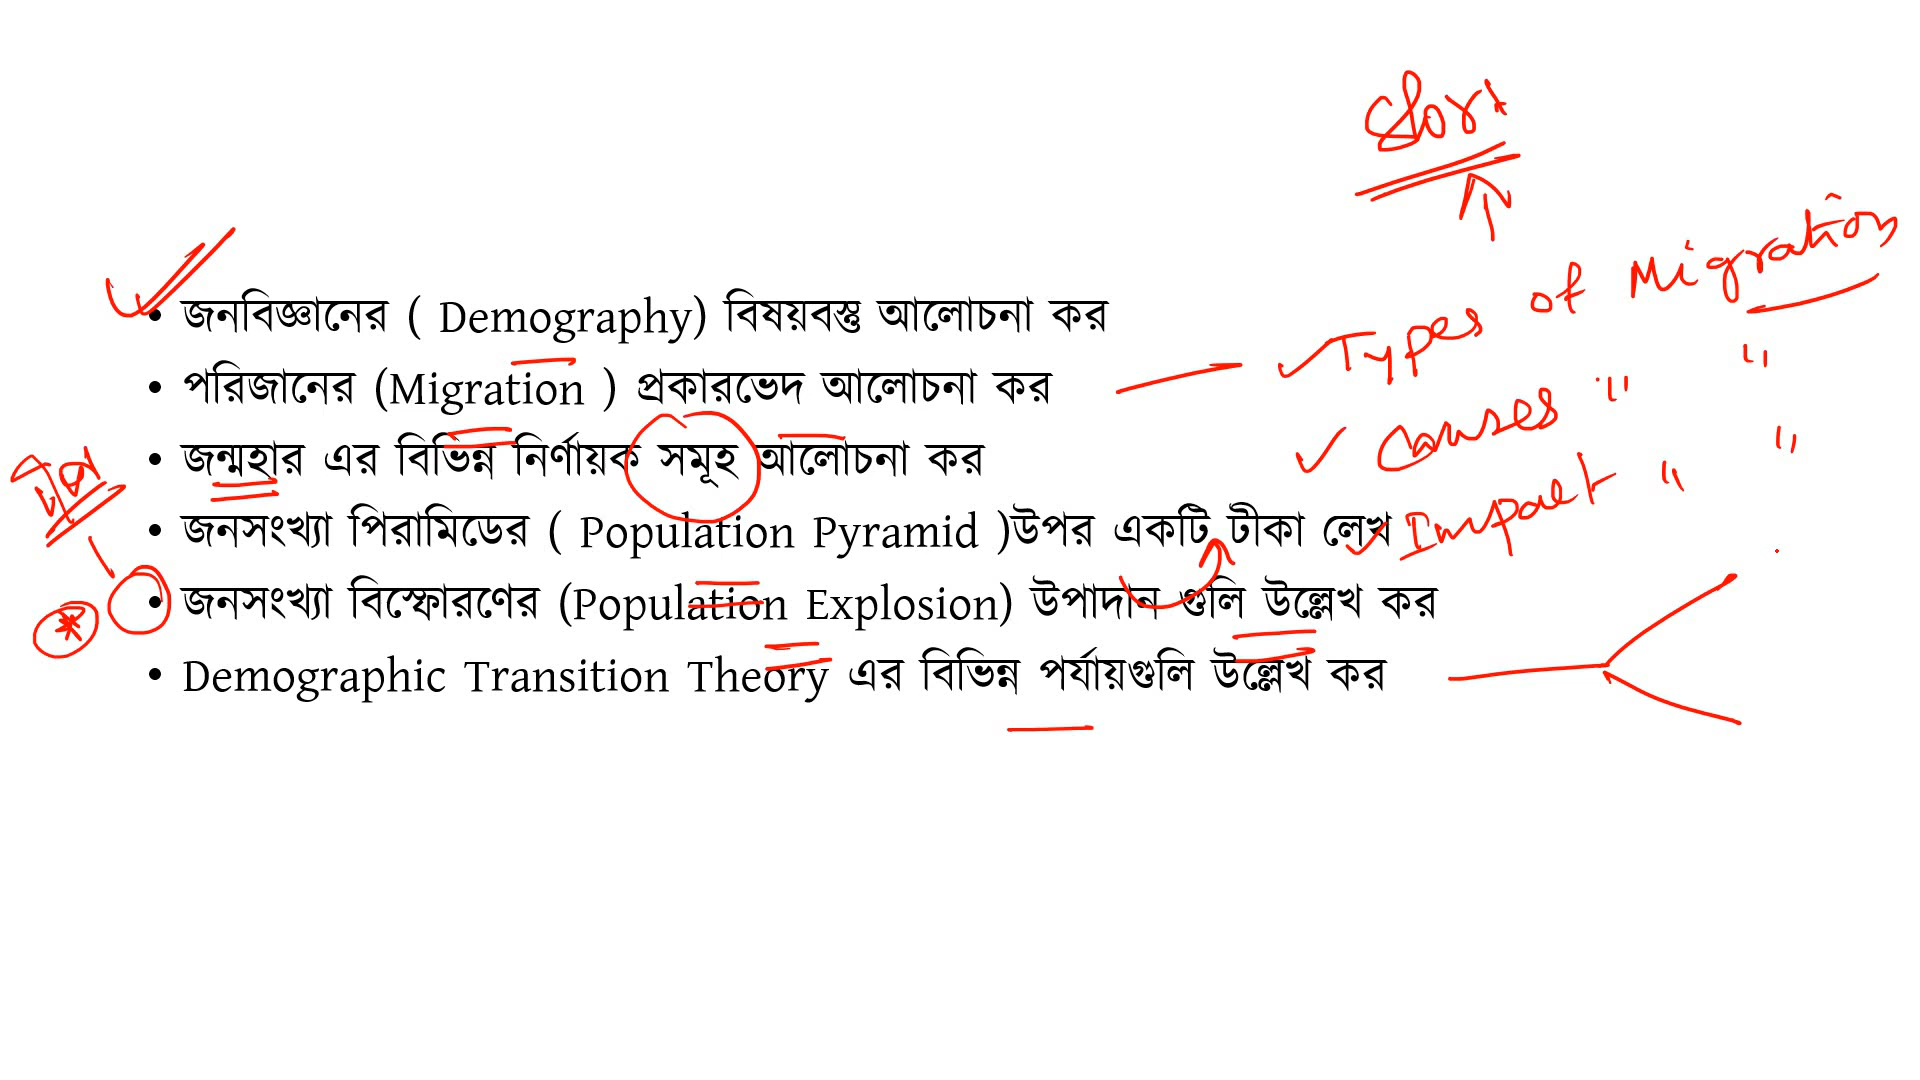 জনবিজ্ঞানের ( Demography) বিষয়বস্তু আলোচনা কর
পরিজানের (Migration ) প্রকারভেদ আলোচনা কর
জন্মহার এর বিভিন্ন নির্ণায়ক সমূহ আলোচনা কর
জনসংখ্যা পিরামিডের ( Population Pyramid )উপর একটি টীকা লেখ
জনসংখ্যা বিস্ফোরণের (Population Explosion) উপাদান গুলি উল্লেখ কর
Demographic Transition Theory এর বিভিন্ন পর্যায়গুলি উল্লেখ কর
Types of Migration
Causes " "
Impact " "